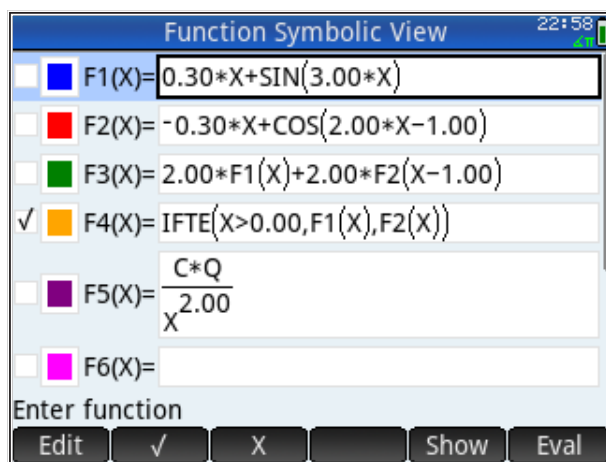 Function Symbolic View 22:58
∡π
F1(X)= 0.30*X+SIN(3.00*X)
F2(X)= -0.30*X+COS(2.00*X−1.00)
F3(X)= 2.00*F1(X)+2.00*F2(X−1.00)
√ F4(X)= IFTE(X>0.00,F1(X),F2(X))
C*Q
F5(X)=
X^2.00
F6(X)=
Enter function
Edit √ X Show Eval